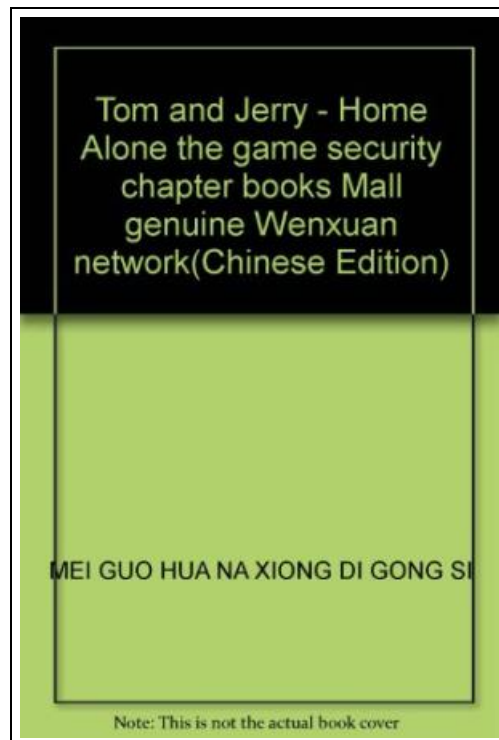 Tom and Jerry - Home
Alone the game security
chapter books Mall
genuine Wenxuan
network(Chinese Edition)
MEI GUO HUA NA XIONG DI GONG SI
Note: This is not the actual book cover